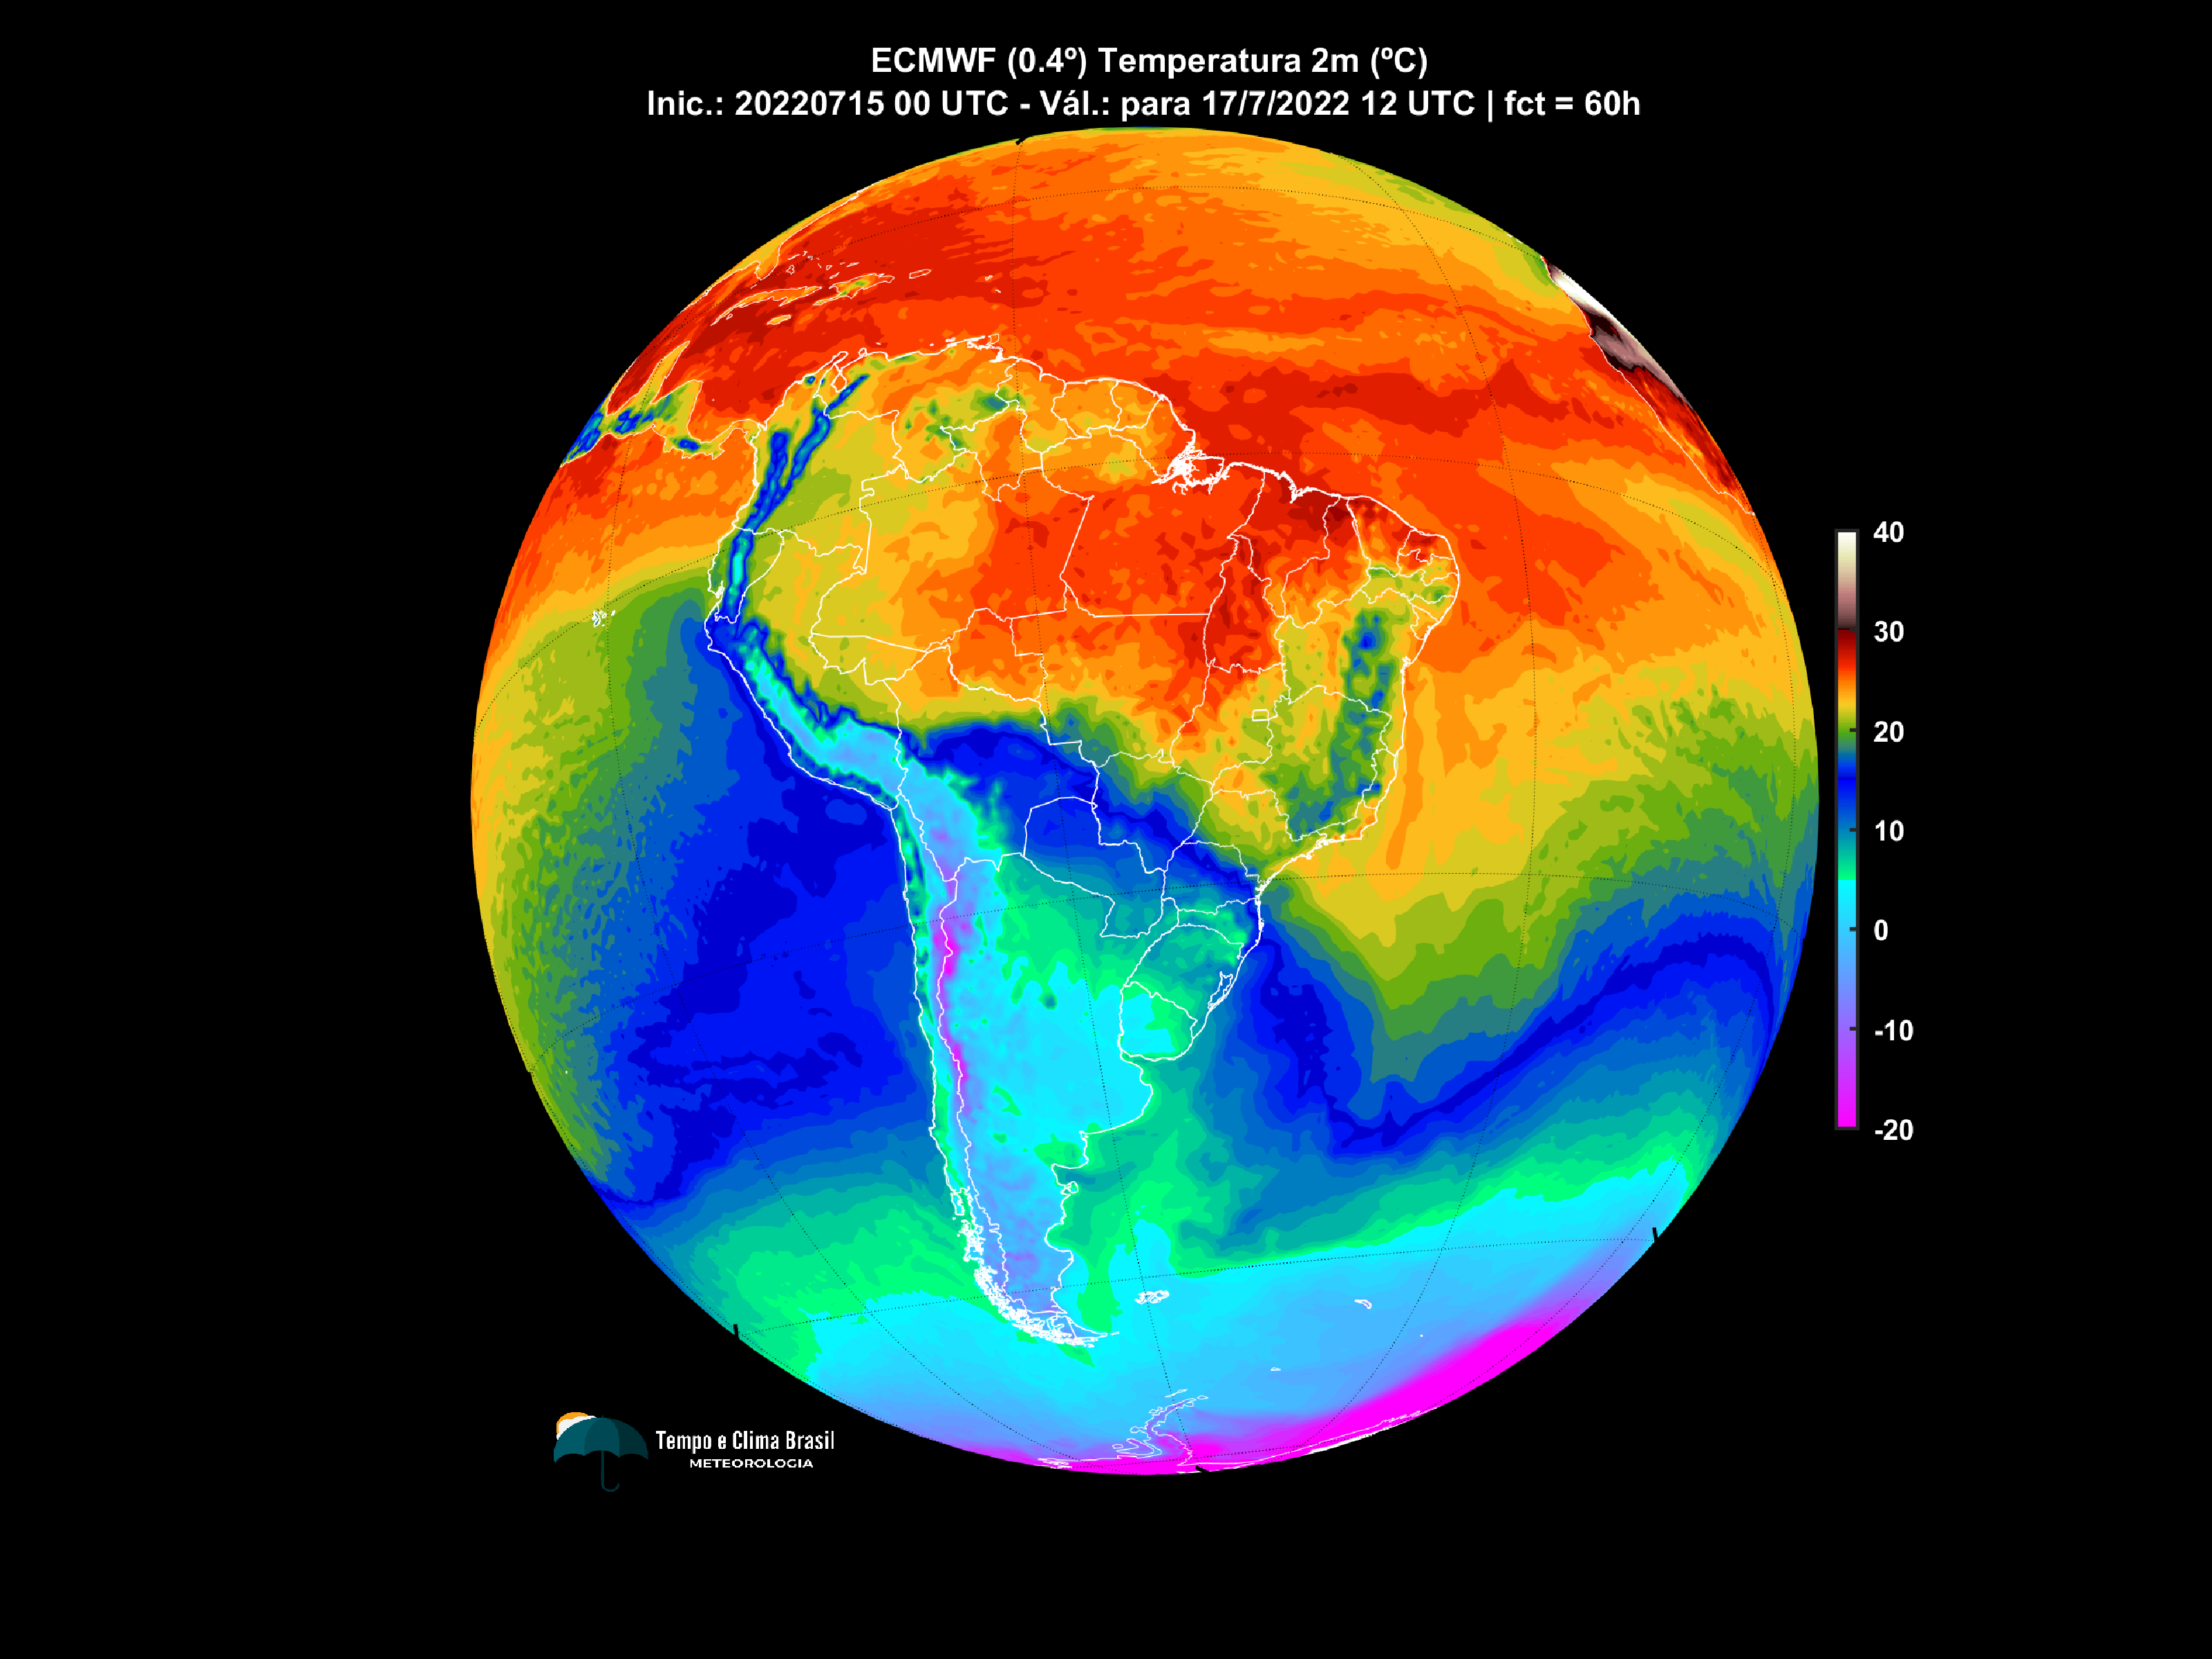 ECMWF (0.4º) Temperatura 2m (ºC)
Inic.: 20220715 00 UTC - Vál.: para 17/7/2022 12 UTC | fct = 60h
40
30
20
10
0
-10
-20
Tempo e Clima Brasil
METEOROLOGIA